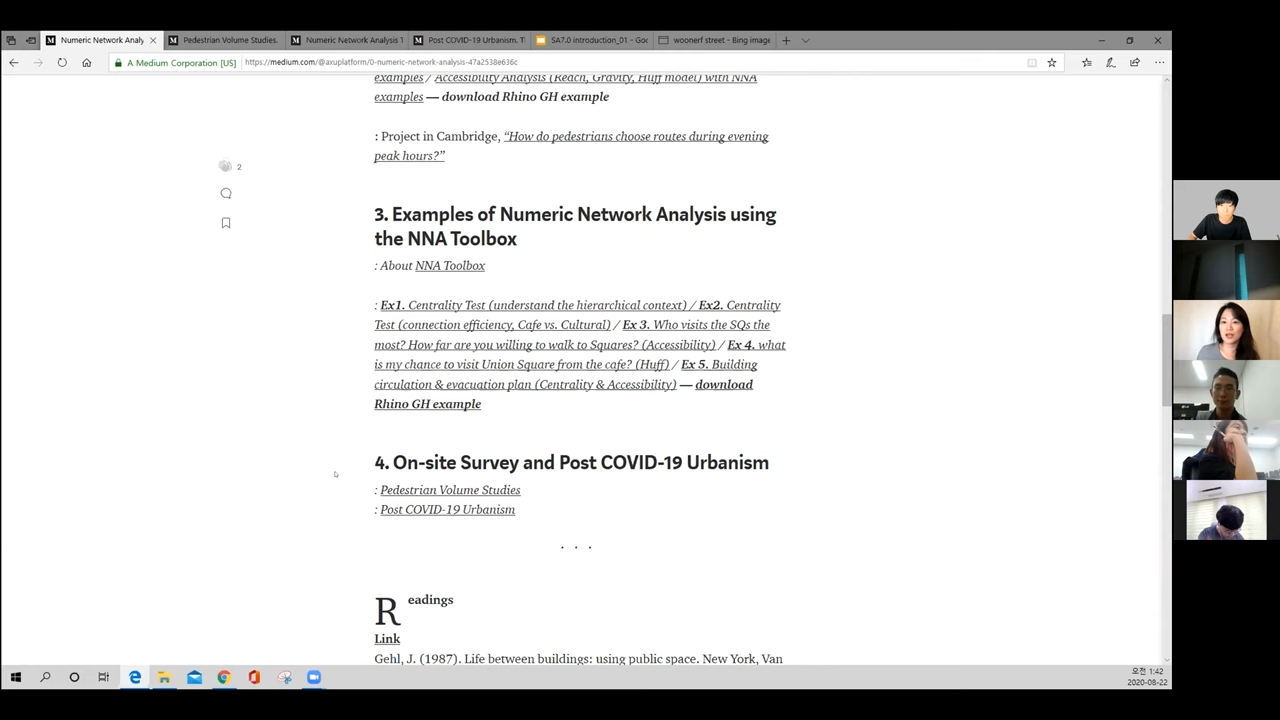 Numeric Network Analy
Pedestrian Volume Studies.
Numeric Network Analysis 1
Post COVID-19 Urbanism. T
SA7.0 introduction_01 - Goo
woonerf street - Bing image
A Medium Corporation [US]
https://medium.com/@axuplatform/0-numeric-network-analysis-47a2538e636c
examples / Accessibility Analysis (Reach, Gravity, Huff model) with NNA
examples — download Rhino GH example
: Project in Cambridge, “How do pedestrians choose routes during evening
peak hours?”
2
3. Examples of Numeric Network Analysis using
the NNA Toolbox
: About NNA Toolbox
: Ex1. Centrality Test (understand the hierarchical context) / Ex2. Centrality
Test (connection efficiency, Cafe vs. Cultural) / Ex 3. Who visits the SQs the
most? How far are you willing to walk to Squares? (Accessibility) / Ex 4. what
is my chance to visit Union Square from the cafe? (Huff) / Ex 5. Building
circulation & evacuation plan (Centrality & Accessibility) — download
Rhino GH example
4. On-site Survey and Post COVID-19 Urbanism
: Pedestrian Volume Studies
: Post COVID-19 Urbanism
. . .
Readings
Link
Gehl, J. (1987). Life between buildings: using public space. New York, Van
오전 1:42
2020-08-22